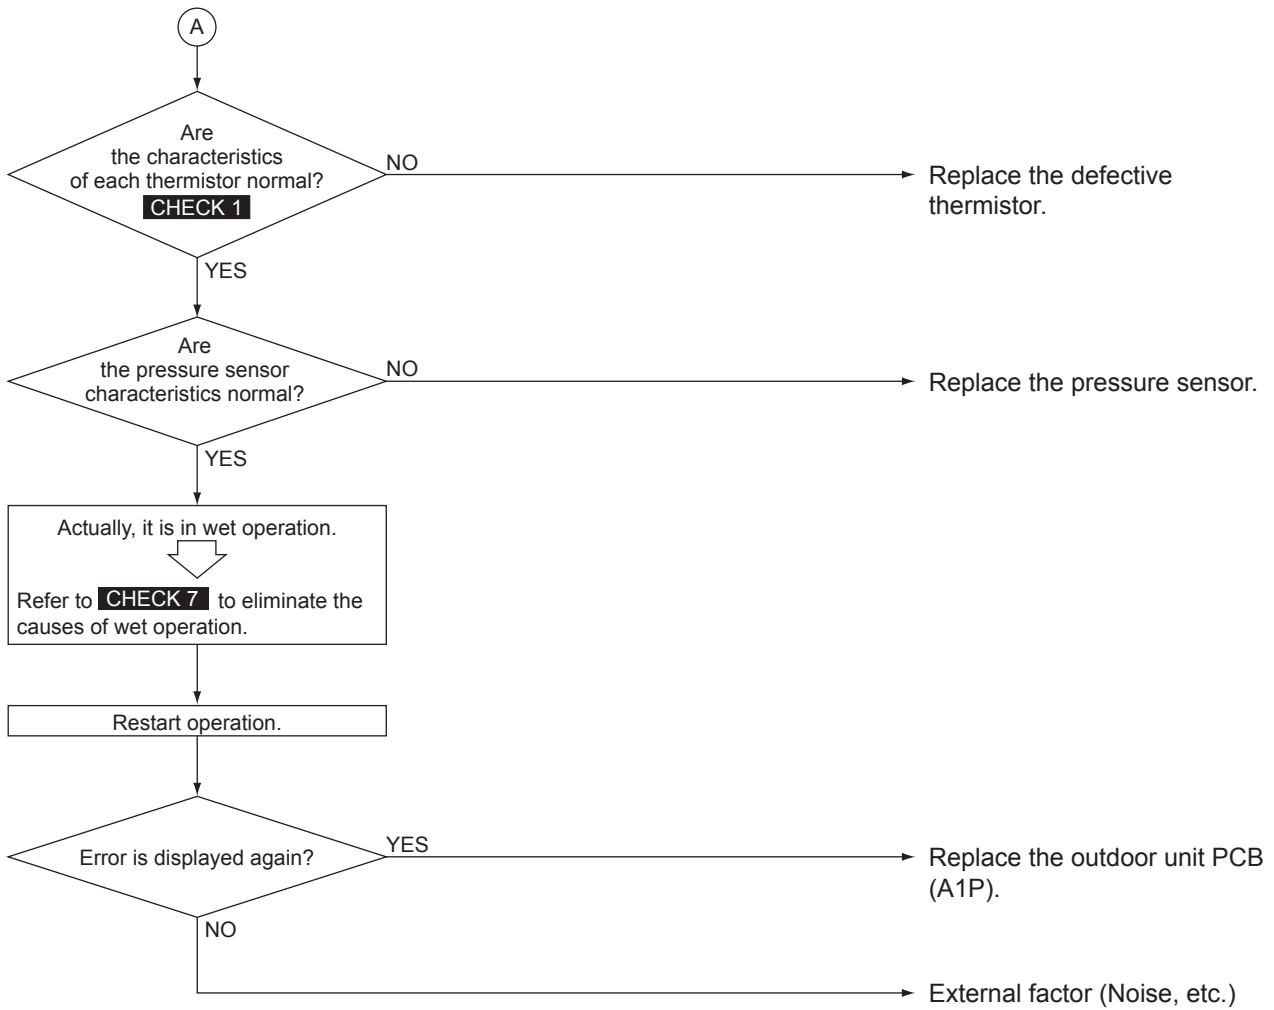 A
Are
the characteristics
of each thermistor normal?
CHECK 1
NO
Replace the defective
thermistor.
YES
Are
the pressure sensor
characteristics normal?
NO
Replace the pressure sensor.
YES
Actually, it is in wet operation.
Refer to CHECK 7 to eliminate the
causes of wet operation.
Restart operation.
Error is displayed again?
YES
Replace the outdoor unit PCB
(A1P).
NO
External factor (Noise, etc.)